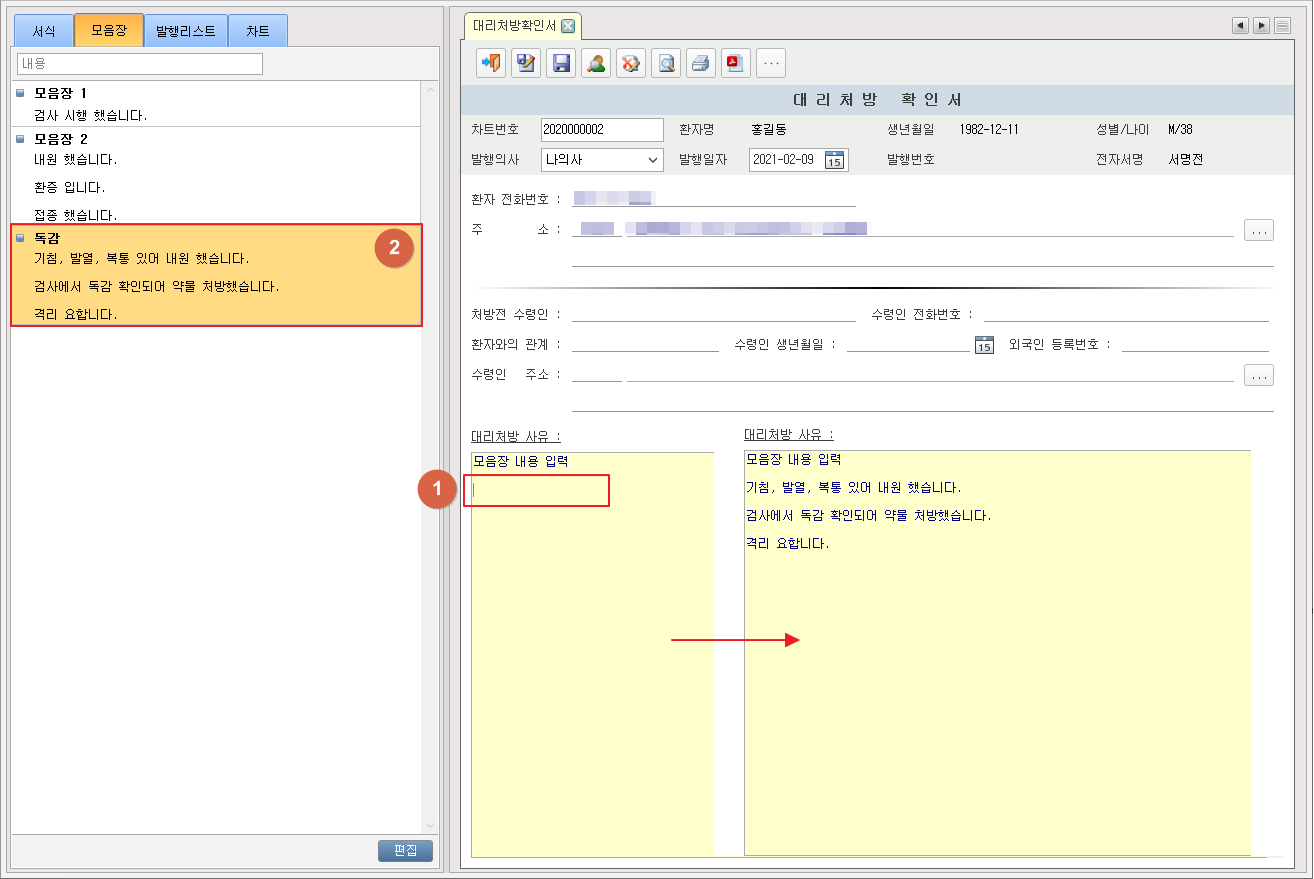 서식 모음장 발행리스트 차트
내용
모음장 1
검사 시행 했습니다.
모음장 2
내원 했습니다.
환중 입니다.
접종 했습니다.
독감
2
기침, 발열, 복통 있어 내원 했습니다.
검사에서 독감 확인되어 약물 처방했습니다.
격리 요합니다.
편집
대리처방확인서
...
대리처방 확인서
차트번호 2020000002 환자명 홍길동 생년월일 1982-12-11 성별/나이 M/38
발행의사 나의사 발행일자 2021-02-09 15 발행번호 전자서명 서명전
환자 전화번호 :
주 소 : ...
처방전 수령인 : 수령인 전화번호 :
환자와의 관계 : 수령인 생년월일 : 15 외국인 등록번호 :
수령인 주소 : ...
대리처방 사유 :
모음장 내용 입력
1
대리처방 사유 :
모음장 내용 입력
기침, 발열, 복통 있어 내원 했습니다.
검사에서 독감 확인되어 약물 처방했습니다.
격리 요합니다.